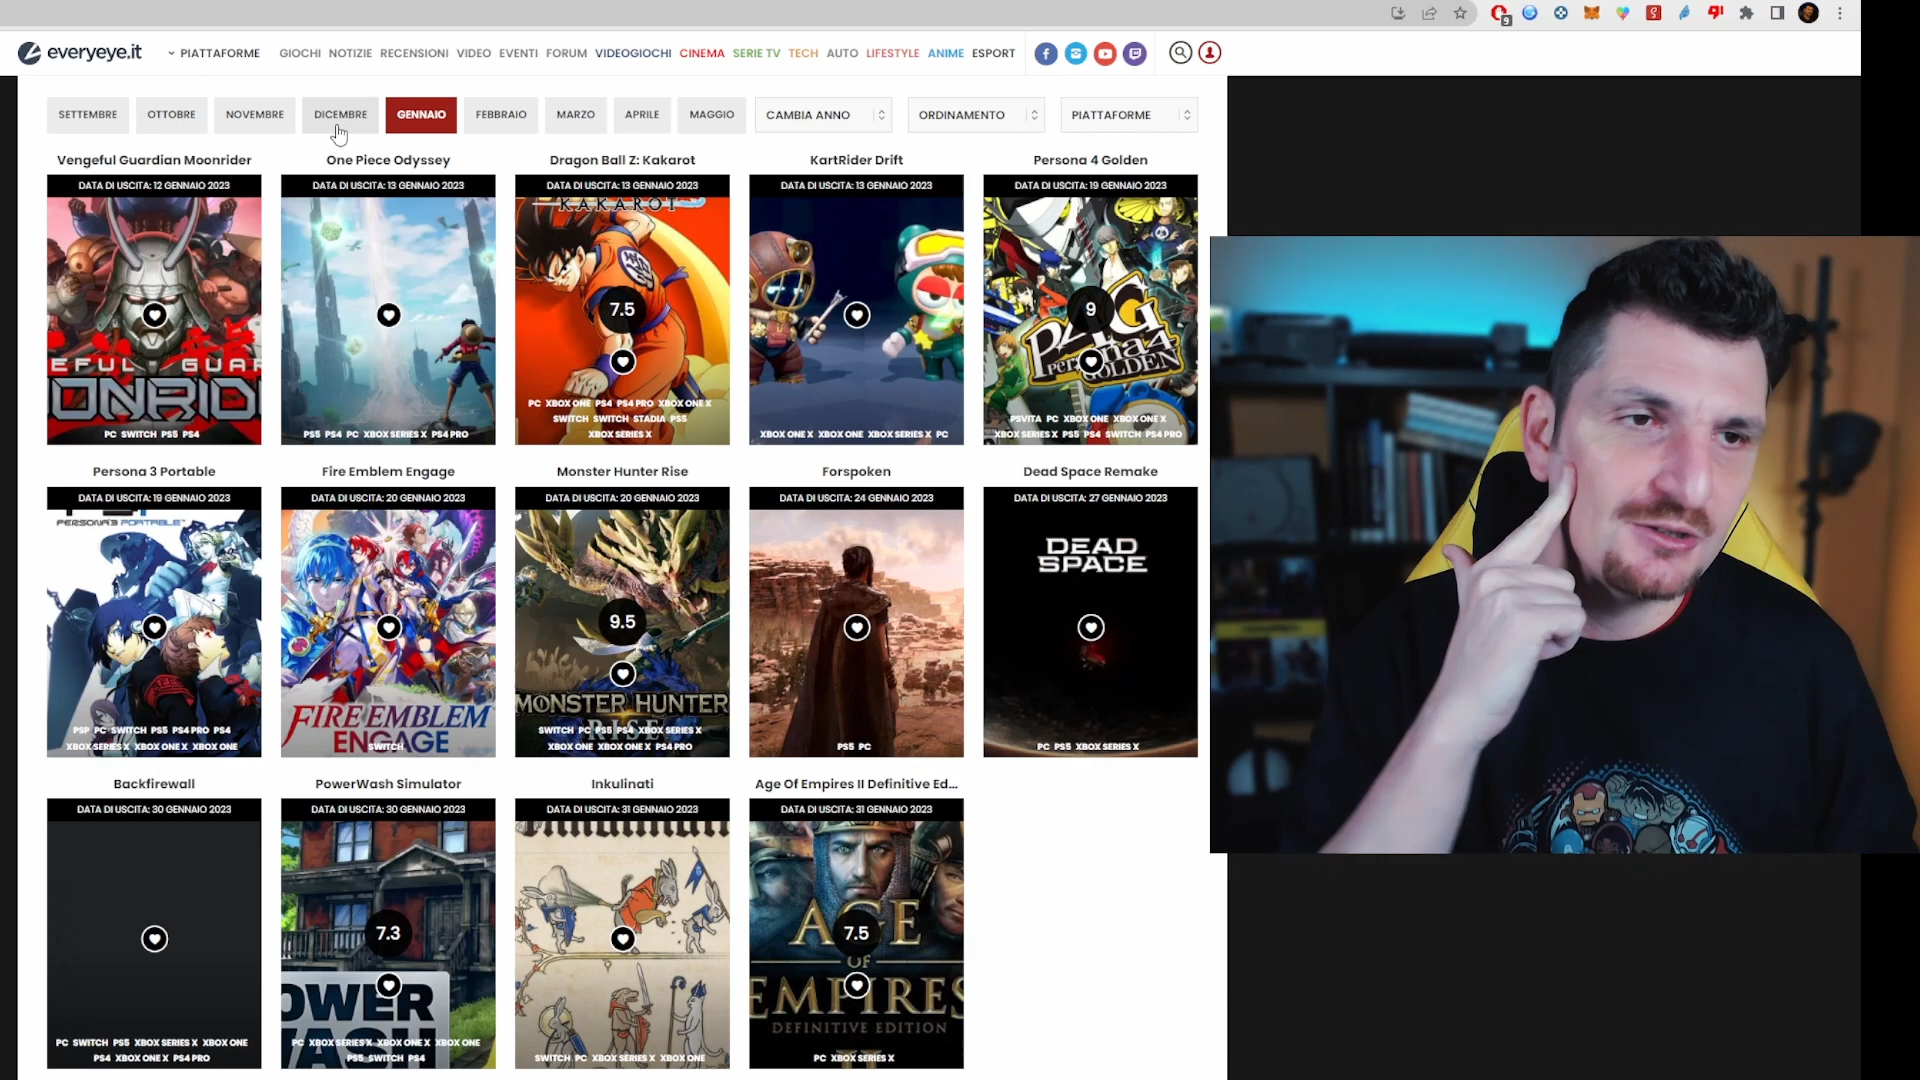 9
everyeye.it
PIATTAFORME GIOCHI NOTIZIE RECENSIONI VIDEO EVENTI FORUM VIDEOGIOCHI CINEMA SERIE TV TECH AUTO LIFESTYLE ANIME ESPORT
SETTEMBRE OTTOBRE NOVEMBRE DICEMBRE GENNAIO FEBBRAIO MARZO APRILE MAGGIO CAMBIA ANNO ORDINAMENTO PIATTAFORME
Vengeful Guardian Moonrider
DATA DI USCITA: 12 GENNAIO 2023
EFUL GUAR
ONRID
PC SWITCH PS5 PS4
One Piece Odyssey
DATA DI USCITA: 13 GENNAIO 2023
PS5 PS4 PC XBOX SERIES X PS4 PRO
Dragon Ball Z: Kakarot
DATA DI USCITA: 13 GENNAIO 2023
KAKAROT
7.5
PC XBOX ONE PS4 PS4 PRO XBOX ONE X
SWITCH SWITCH STADIA PS5
XBOX SERIES X
KartRider Drift
DATA DI USCITA: 13 GENNAIO 2023
XBOX ONE X XBOX ONE XBOX SERIES X PC
Persona 4 Golden
DATA DI USCITA: 19 GENNAIO 2023
9
P4G
Persona4
GOLDEN
PSVITA PC XBOX ONE XBOX ONE X
XBOX SERIES X PS5 PS4 SWITCH PS4 PRO
Persona 3 Portable
DATA DI USCITA: 19 GENNAIO 2023
PERSONA3 PORTABLE
PSP PC SWITCH PS5 PS4 PRO PS4
XBOX SERIES X XBOX ONE X XBOX ONE
Fire Emblem Engage
DATA DI USCITA: 20 GENNAIO 2023
FIRE EMBLEM
ENGAGE
SWITCH
Monster Hunter Rise
DATA DI USCITA: 20 GENNAIO 2023
9.5
MONSTER HUNTER
RISE
SWITCH PC PS5 PS4 XBOX SERIES X
XBOX ONE XBOX ONE X PS4 PRO
Forspoken
DATA DI USCITA: 24 GENNAIO 2023
PS5 PC
Dead Space Remake
DATA DI USCITA: 27 GENNAIO 2023
DEAD
SPACE
PC PS5 XBOX SERIES X
Backfirewall
DATA DI USCITA: 30 GENNAIO 2023
PC SWITCH PS5 XBOX SERIES X XBOX ONE
PS4 XBOX ONE X PS4 PRO
PowerWash Simulator
DATA DI USCITA: 30 GENNAIO 2023
7.3
OWER
WASH
PC XBOX SERIES X XBOX ONE X XBOX ONE
PS5 SWITCH PS4
Inkulinati
DATA DI USCITA: 31 GENNAIO 2023
SWITCH PC XBOX SERIES X XBOX ONE
Age Of Empires II Definitive Ed...
DATA DI USCITA: 31 GENNAIO 2023
7.5
AGE
OF
EMPIRES
DEFINITIVE EDITION
II
PC XBOX SERIES X